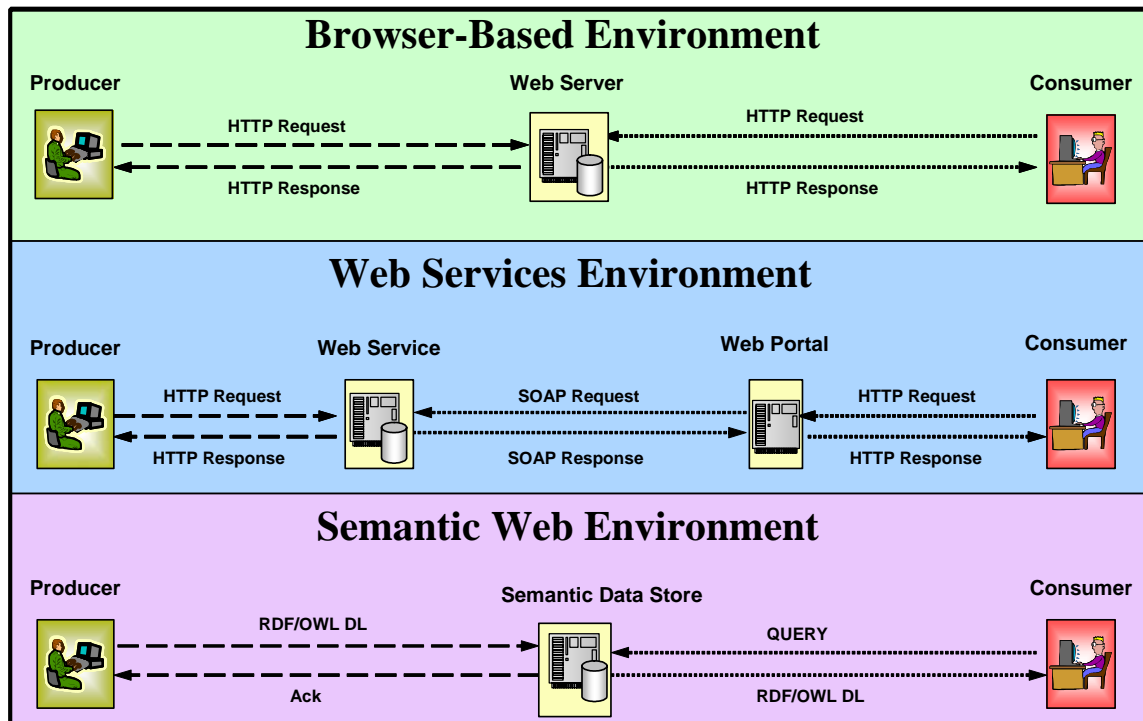 Browser-Based Environment
Producer
Web Server
Consumer
HTTP Request
HTTP Request
HTTP Response
HTTP Response
Web Services Environment
Producer
Web Service
Web Portal
Consumer
HTTP Request
SOAP Request
HTTP Request
HTTP Response
SOAP Response
HTTP Response
Semantic Web Environment
Producer
Semantic Data Store
Consumer
RDF/OWL DL
QUERY
Ack
RDF/OWL DL